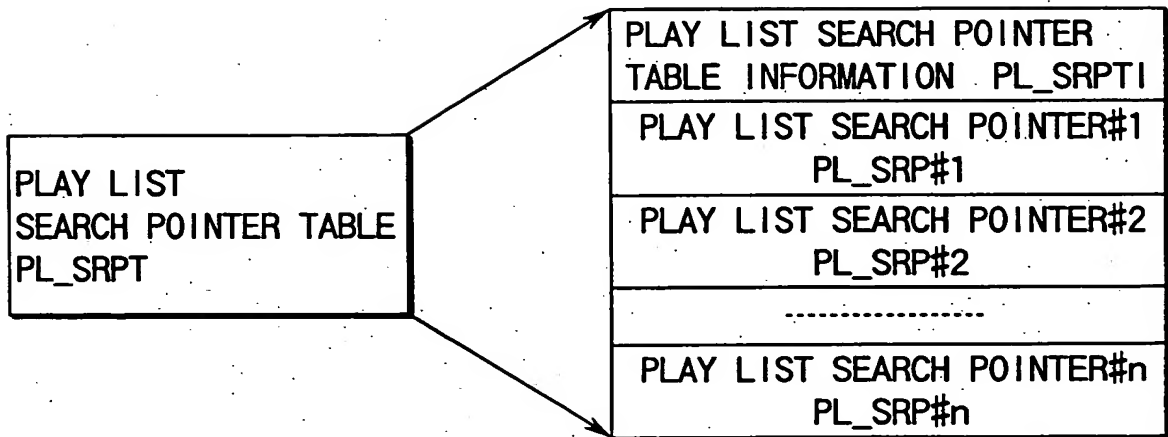 PLAY LIST
SEARCH POINTER TABLE
PL_SRPT
PLAY LIST SEARCH POINTER
TABLE INFORMATION PL_SRPTI
PLAY LIST SEARCH POINTER#1
PL_SRP#1
PLAY LIST SEARCH POINTER#2
PL_SRP#2
------------------
PLAY LIST SEARCH POINTER#n
PL_SRP#n